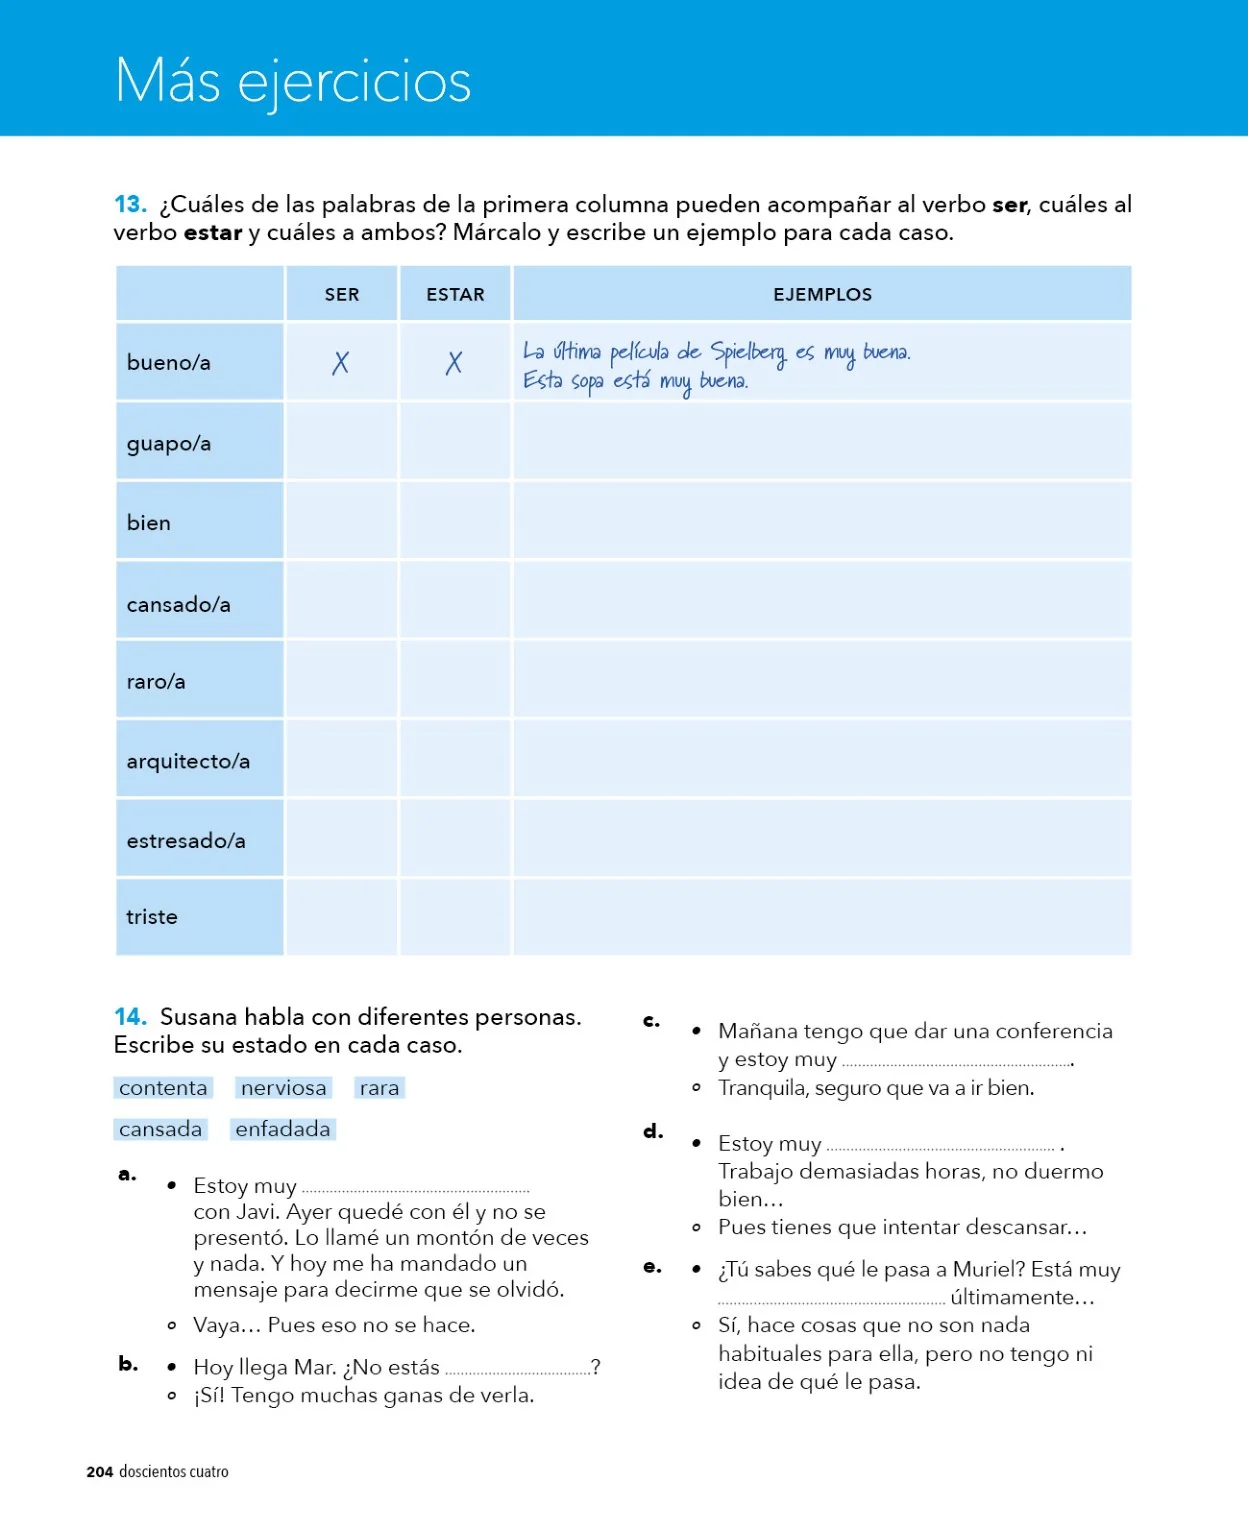 Más ejercicios
13. ¿Cuáles de las palabras de la primera columna pueden acompañar al verbo ser, cuáles al
verbo estar y cuáles a ambos? Márcalo y escribe un ejemplo para cada caso.
SER ESTAR EJEMPLOS
bueno/a X X La última película de Spielberg es muy buena.
Esta sopa está muy buena.
guapo/a
bien
cansado/a
raro/a
arquitecto/a
estresado/a
triste
14. Susana habla con diferentes personas.
Escribe su estado en cada caso.
contenta nerviosa rara
cansada enfadada
a. • Estoy muy ........................................
con Javi. Ayer quedé con él y no se
presentó. Lo llamé un montón de veces
y nada. Y hoy me ha mandado un
mensaje para decirme que se olvidó.
○ Vaya... Pues eso no se hace.
b. • Hoy llega Mar. ¿No estás ..........................?
○ ¡Sí! Tengo muchas ganas de verla.
c. • Mañana tengo que dar una conferencia
y estoy muy .........................................
○ Tranquila, seguro que va a ir bien.
d. • Estoy muy ........................................ .
Trabajo demasiadas horas, no duermo
bien...
○ Pues tienes que intentar descansar...
e. • ¿Tú sabes qué le pasa a Muriel? Está muy
........................................ últimamente...
○ Sí, hace cosas que no son nada
habituales para ella, pero no tengo ni
idea de qué le pasa.
204 doscientos cuatro